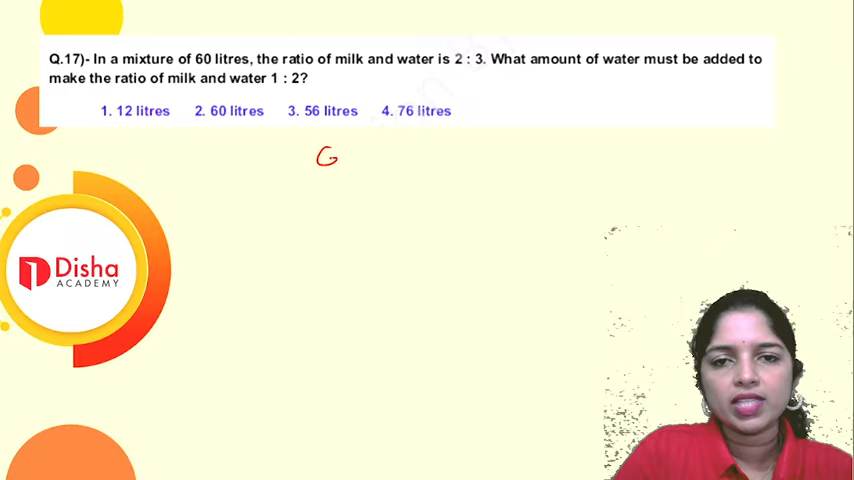 Q.17)- In a mixture of 60 litres, the ratio of milk and water is 2 : 3. What amount of water must be added to
make the ratio of milk and water 1 : 2?
1. 12 litres 2. 60 litres 3. 56 litres 4. 76 litres
G
Disha
ACADEMY